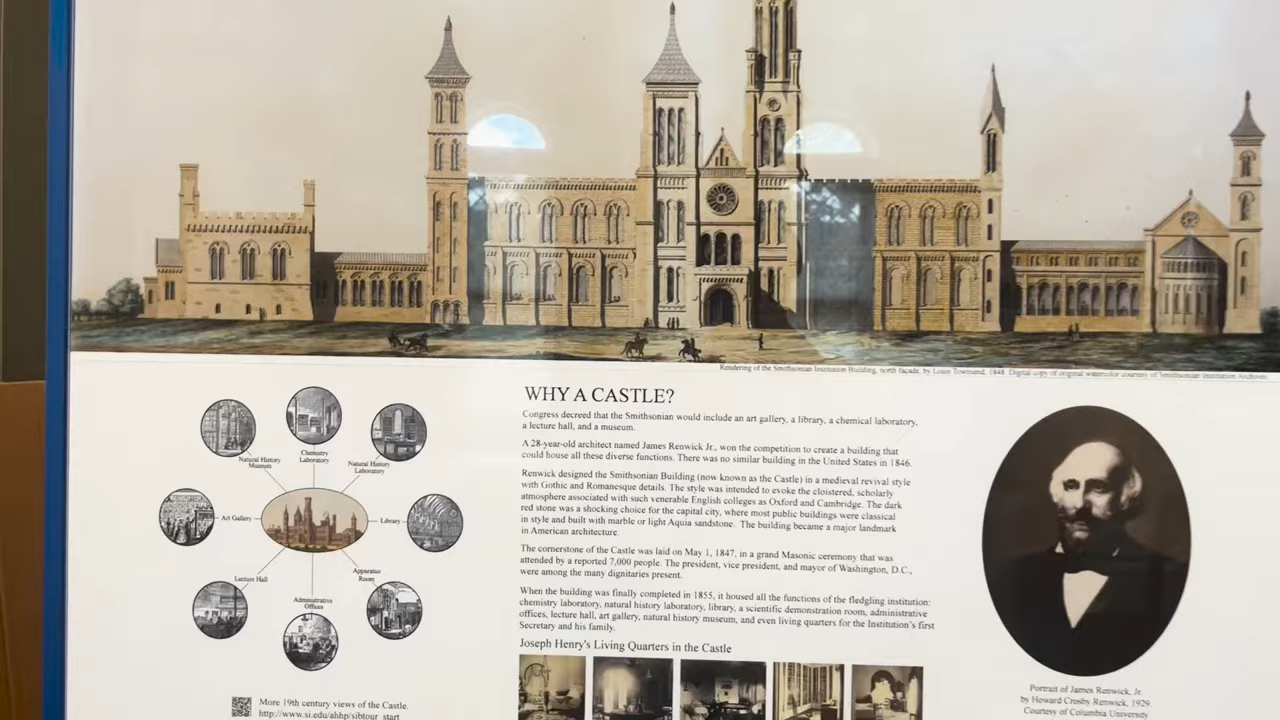 Rendering of the Smithsonian Institution Building, north façade, by Louis Townsend, 1848. Digital copy of original watercolor courtesy of Smithsonian Institution Archives
WHY A CASTLE?
Congress decreed that the Smithsonian would include an art gallery, a library, a chemical laboratory,
a lecture hall, and a museum.
A 28-year-old architect named James Renwick Jr., won the competition to create a building that
could house all these diverse functions. There was no similar building in the United States in 1846.
Renwick designed the Smithsonian Building (now known as the Castle) in a medieval revival style
with Gothic and Romanesque details. The style was intended to evoke the cloistered, scholarly
atmosphere associated with such venerable English colleges as Oxford and Cambridge. The dark
red stone was a shocking choice for the capital city, where most public buildings were classical
in style and built with marble or light Aquia sandstone. The building became a major landmark
in American architecture.
The cornerstone of the Castle was laid on May 1, 1847, in a grand Masonic ceremony that was
attended by a reported 7,000 people. The president, vice president, and mayor of Washington, D.C.,
were among the many dignitaries present.
When the building was finally completed in 1855, it housed all the functions of the fledgling institution:
chemistry laboratory, natural history laboratory, library, a scientific demonstration room, administrative
offices, lecture hall, art gallery, natural history museum, and even living quarters for the Institution's first
Secretary and his family.
Joseph Henry's Living Quarters in the Castle
Natural History
Museum
Chemistry
Laboratory
Natural History
Laboratory
Art Gallery
Library
Lecture Hall
Apparatus
Room
Administrative
Offices
More 19th century views of the Castle.
http://www.si.edu/ahhp/sibtour_start
Portrait of James Renwick, Jr.
by Howard Crosby Renwick, 1929.
Courtesy of Columbia University